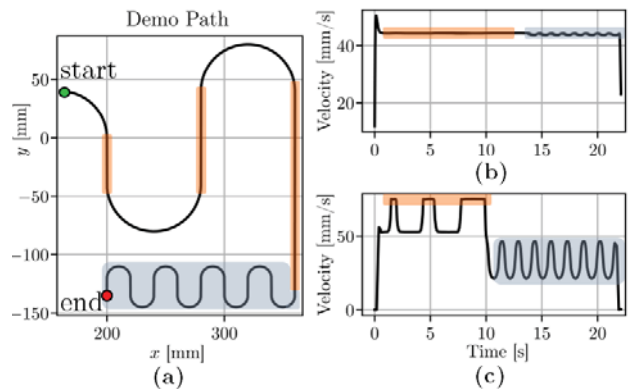 Demo Path
start
end
50
0
−50
−100
−150
y [mm]
200
300
x [mm]
(a)
Velocity [mm/s]
40
20
0
5
10
15
20
(b)
Velocity [mm/s]
50
0
0
5
10
15
20
Time [s]
(c)